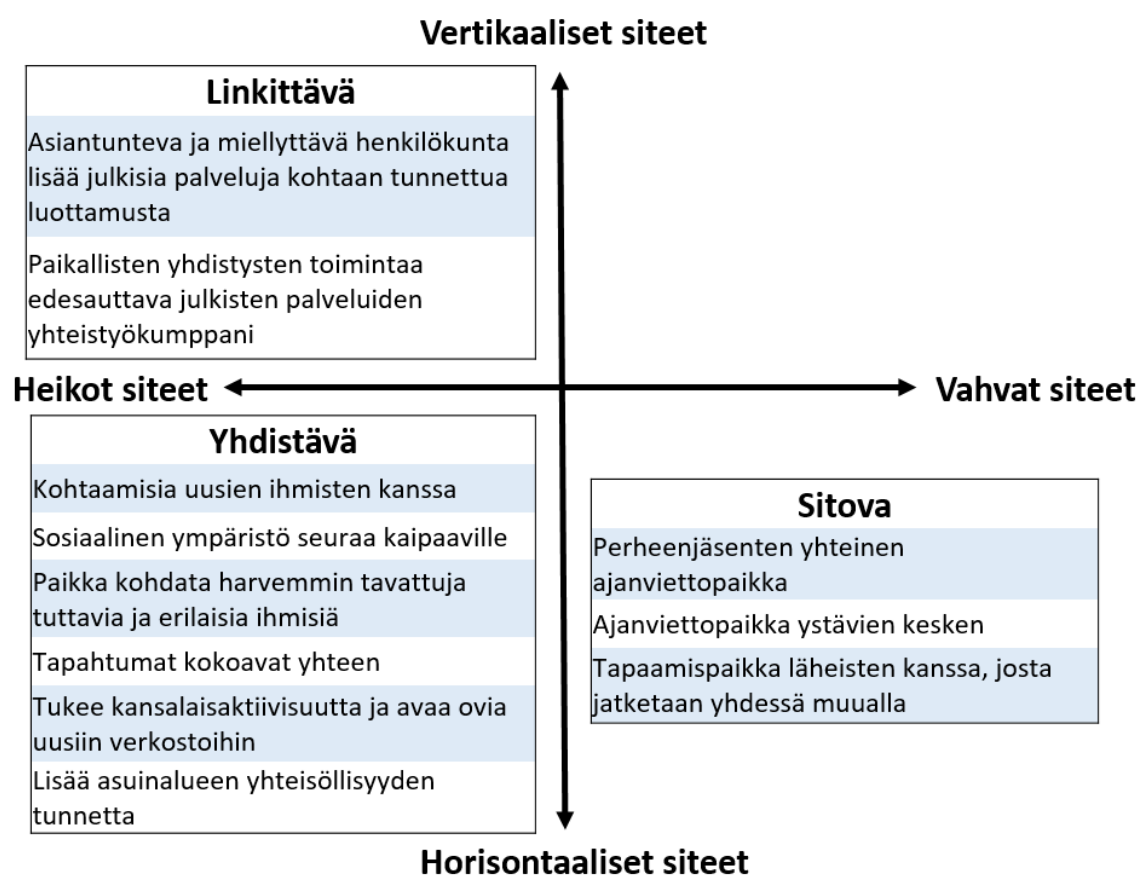 Vertikaaliset siteet
Linkittävä
Asiantunteva ja miellyttävä henkilökunta
lisää julkisia palveluja kohtaan tunnettua
luottamusta
Paikallisten yhdistysten toimintaa
edesauttava julkisten palveluiden
yhteistyökumppani
Heikot siteet
Vahvat siteet
Yhdistävä
Kohtaamisia uusien ihmisten kanssa
Sosiaalinen ympäristö seuraa kaipaaville
Paikka kohdata harvemmin tavattuja
tuttavia ja erilaisia ihmisiä
Tapahtumat kokoavat yhteen
Tukee kansalaisaktiivisuutta ja avaa ovia
uusiin verkostoihin
Lisää asuinalueen yhteisöllisyyden
tunnetta
Sitova
Perheenjäsenten yhteinen
ajanviettopaikka
Ajanviettopaikka ystävien kesken
Tapaamispaikka läheisten kanssa, josta
jatketaan yhdessä muualla
Horisontaaliset siteet